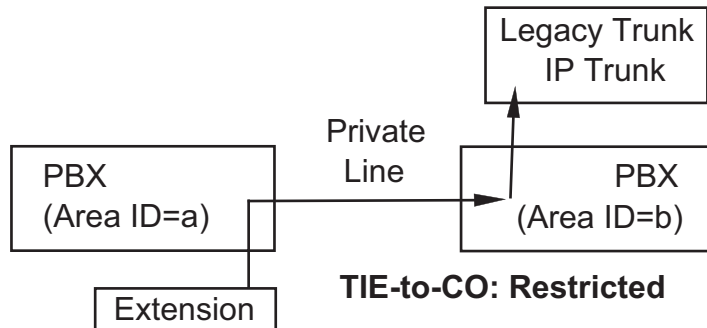 Legacy Trunk
IP Trunk
Private
Line
PBX
(Area ID=a)
PBX
(Area ID=b)
TIE-to-CO: Restricted
Extension